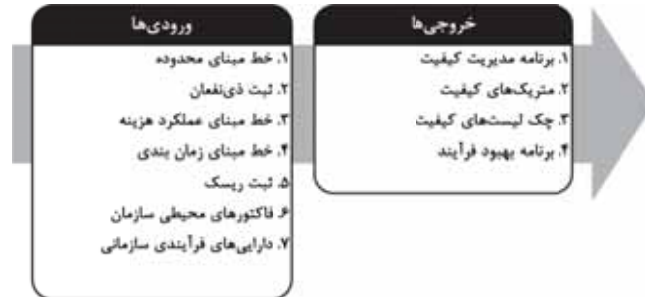 ورودی‌ها
۱. خط مبنای محدوده
۲. ثبت ذی‌نفعان
۳. خط مبنای عملکرد هزینه
۴. خط مبنای زمان بندی
۵. ثبت ریسک
۶. فاکتورهای محیطی سازمان
۷. دارایی‌های فرآیندی سازمانی
خروجی‌ها
۱. برنامه مدیریت کیفیت
۲. متریک‌های کیفیت
۳. چک لیست‌های کیفیت
۴. برنامه بهبود فرآیند